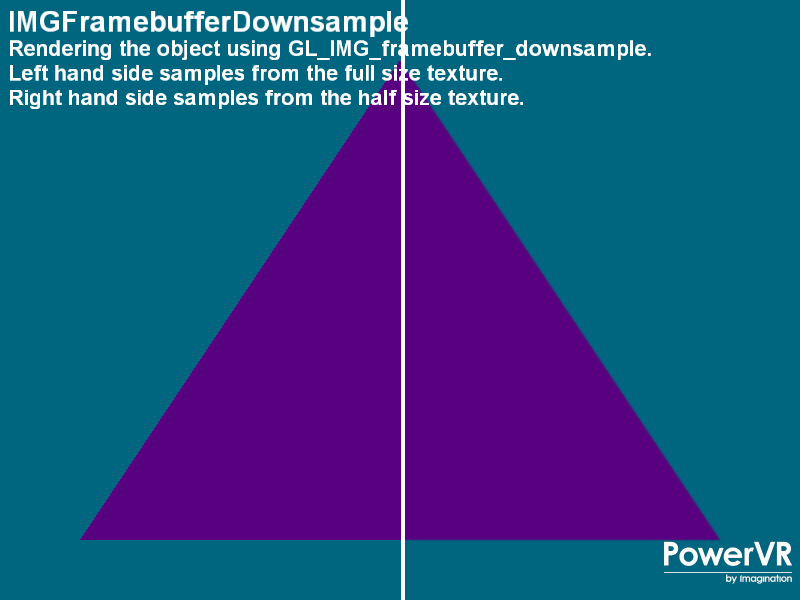 IMGFramebufferDownsample
Rendering the object using GL_IMG_framebuffer_downsample.
Left hand side samples from the full size texture.
Right hand side samples from the half size texture.
PowerVR
by Imagination